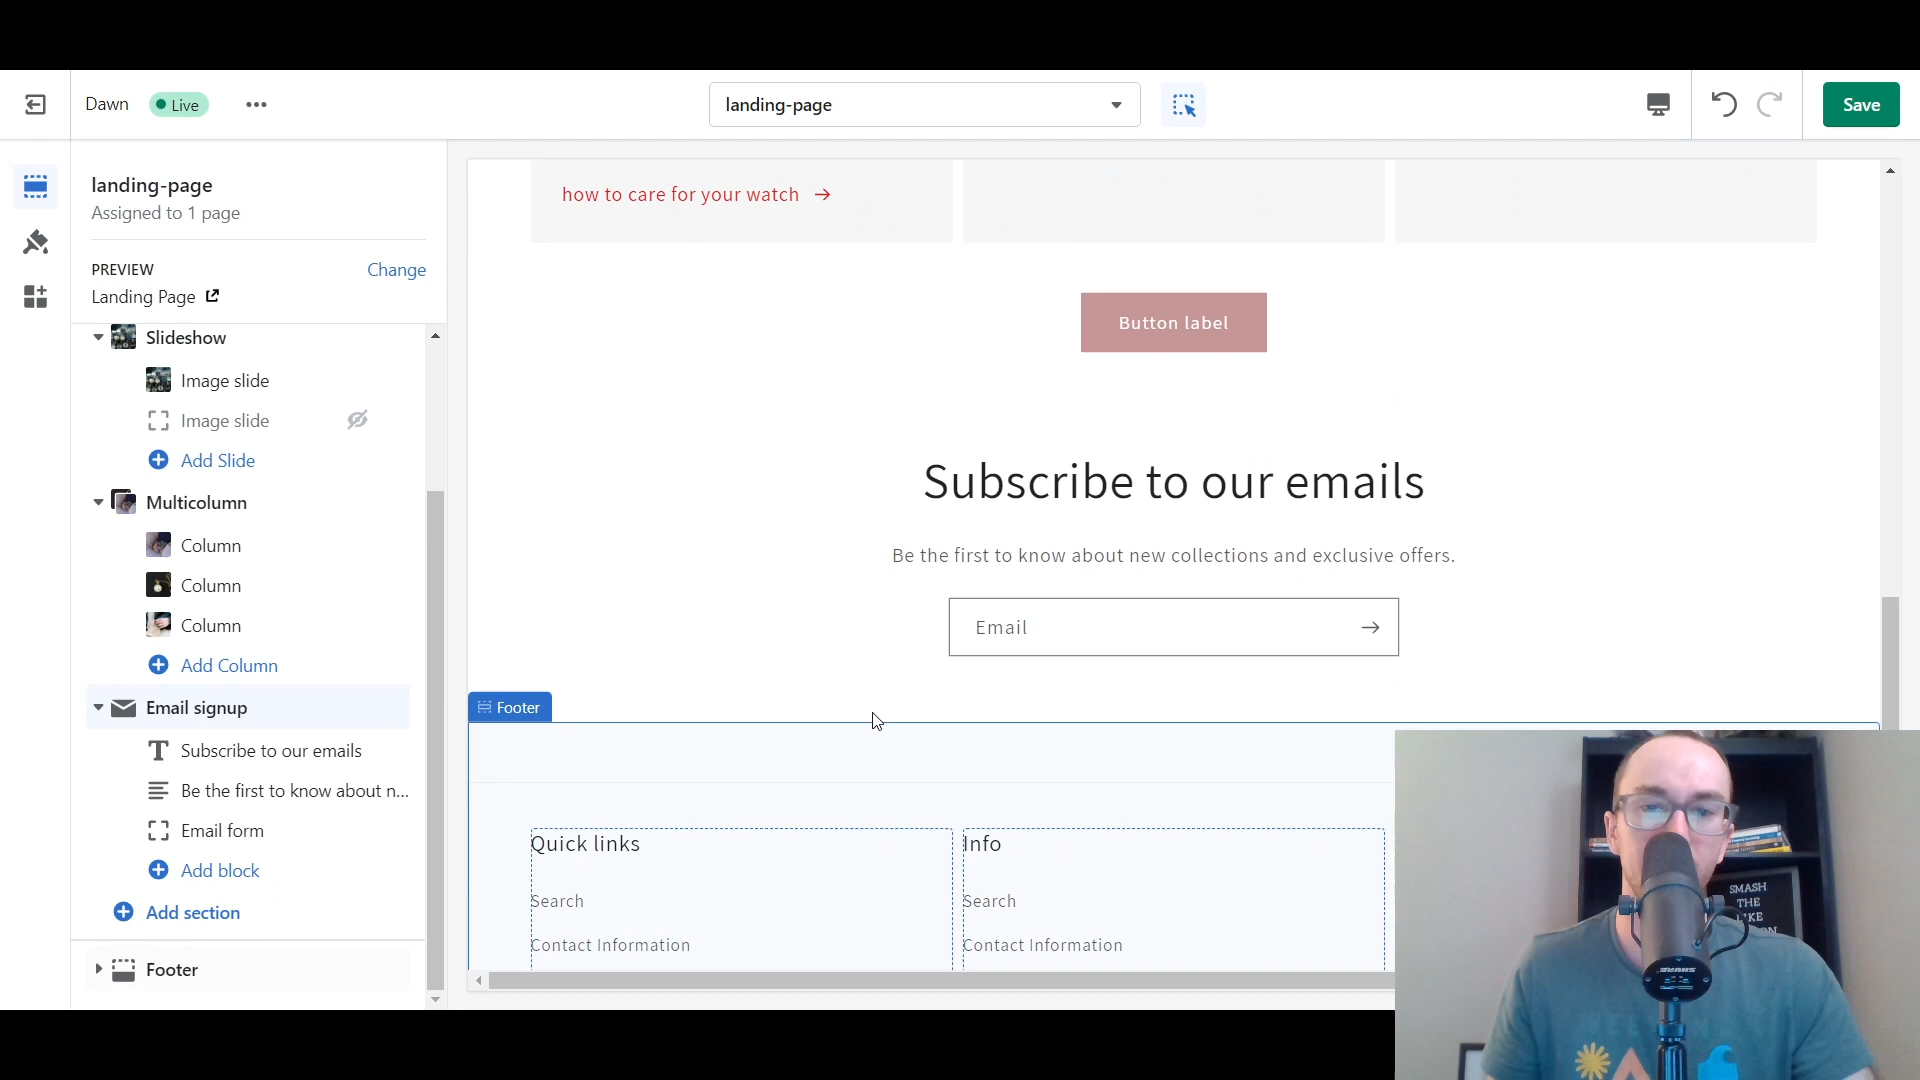 Dawn
Live
landing-page
Save
landing-page
Assigned to 1 page
PREVIEW
Change
Landing Page
Slideshow
Image slide
Image slide
Add Slide
Multicolumn
Column
Column
Column
Add Column
Email signup
Subscribe to our emails
Be the first to know about n...
Email form
Add block
Add section
Footer
how to care for your watch
Button label
Subscribe to our emails
Be the first to know about new collections and exclusive offers.
Email
Footer
Quick links
Info
Search
Search
Contact Information
Contact Information
SMASH
THE